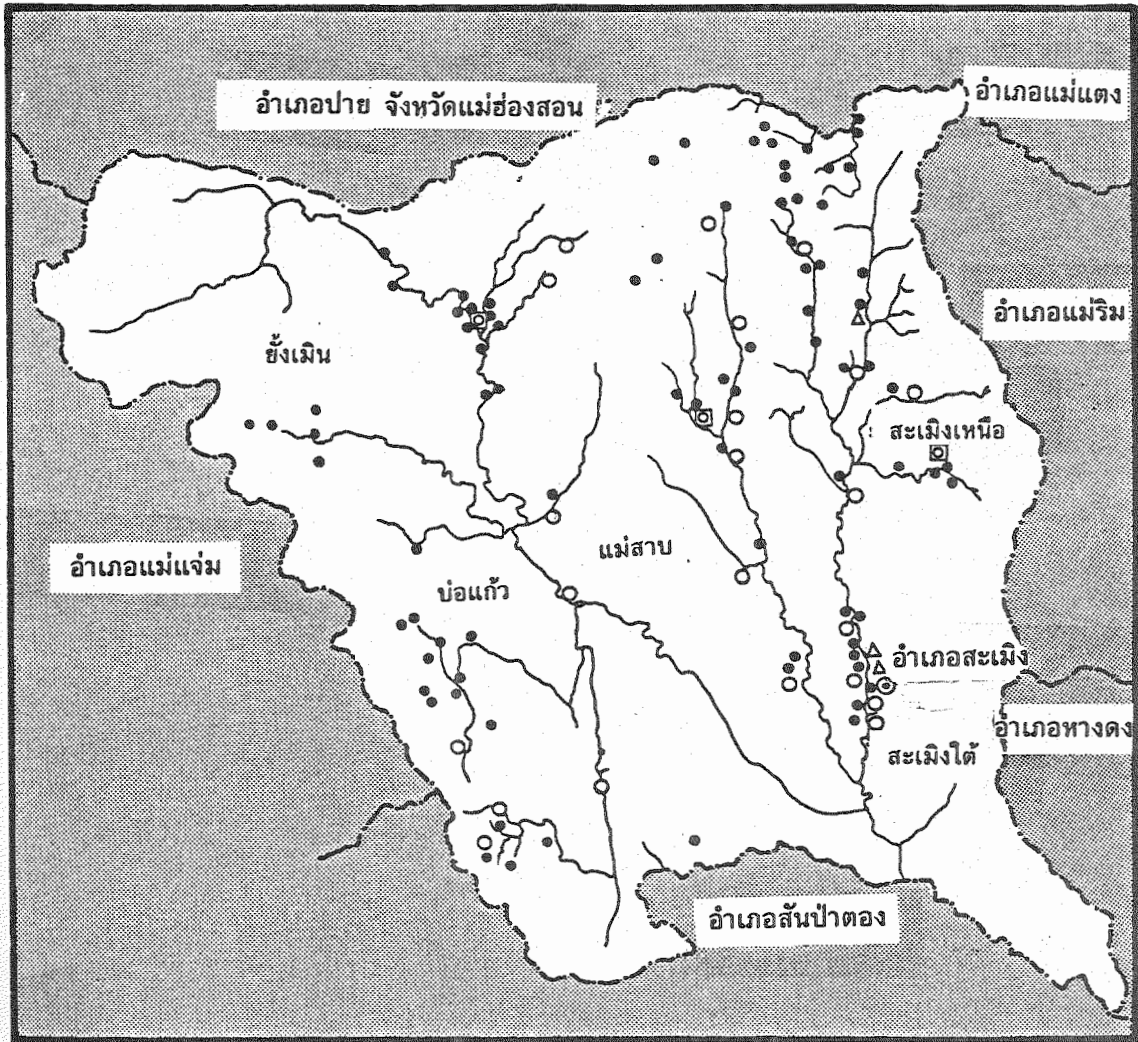 อำเภอปาย จังหวัดแม่ฮ่องสอน
อำเภอแม่แตง
อำเภอแม่ริม
ยั้งเมิน
สะเมิงเหนือ
อำเภอแม่แจ่ม
แม่สาบ
บ่อแก้ว
อำเภอสะเมิง
อำเภอหางดง
สะเมิงใต้
อำเภอสันป่าตอง